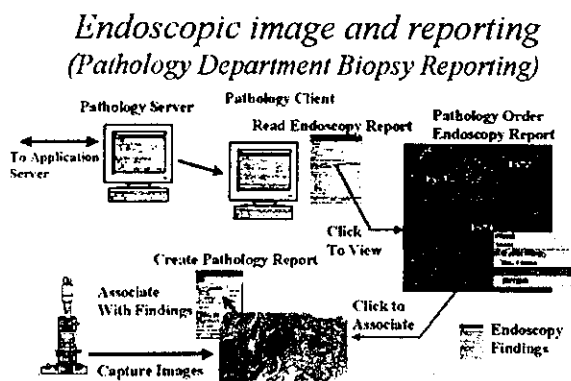 Endoscopic image and reporting
(Pathology Department Biopsy Reporting)
Pathology Server
Pathology Client
Read Endoscopy Report
Pathology Order
Endoscopy Report
To Application
Server
Click
To View
Create Pathology Report
Associate
With Findings
Click to
Associate
Capture Images
Endoscopy
Findings